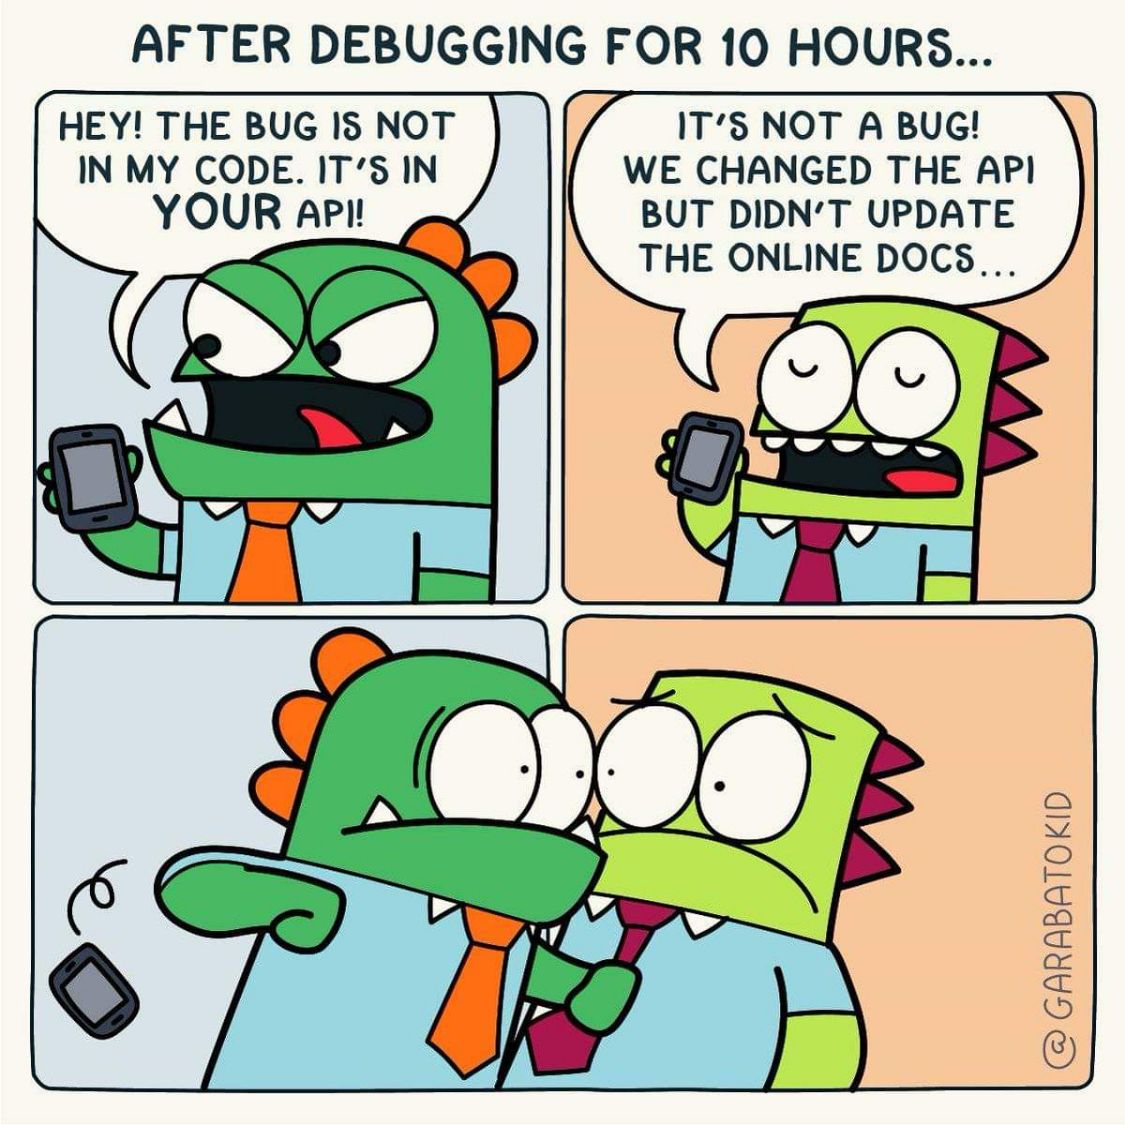 AFTER DEBUGGING FOR 10 HOURS...
HEY! THE BUG IS NOT
IN MY CODE. IT'S IN
YOUR API!
IT'S NOT A BUG!
WE CHANGED THE API
BUT DIDN'T UPDATE
THE ONLINE DOCS...
@GARABATOKID